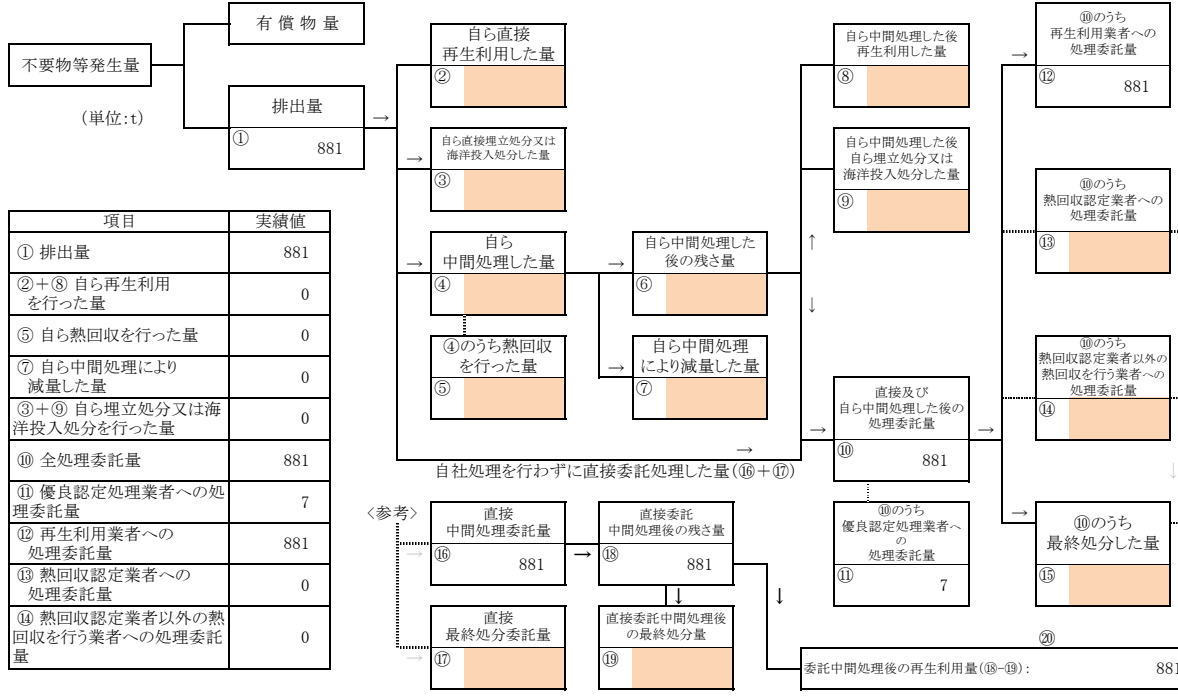 有 償 物 量
不要物等発生量
(単位:t)
排出量
→
①
881
自ら直接
再生利用した量
②
→
自ら直接埋立処分又は
海洋投入処分した量
③
→
自ら
中間処理した量
④
④のうち熱回収
を行った量
⑤
→
自ら中間処理した
後の残さ量
⑥
→
自ら中間処理
により減量した量
⑦
自ら中間処理した後
再生利用した量
⑧
自ら中間処理した後
自ら埋立処分又は
海洋投入処分した量
⑨
↑
↓
→
自社処理を行わずに直接委託処理した量(⑯+⑰)
→
直接及び
自ら中間処理した後の
処理委託量
⑩
881
→
⑩のうち
優良認定処理業者へ
の
処理委託量
⑪
7
→
⑩のうち
再生利用業者への
処理委託量
⑫
881
⑩のうち
熱回収認定業者への
処理委託量
⑬
⑩のうち
熱回収認定業者以外の
熱回収を行う業者への
処理委託量
⑭
↓
→
⑩のうち
最終処分した量
⑮
項目 実績値
① 排出量 881
②+⑧ 自ら再生利用
を行った量 0
⑤ 自ら熱回収を行った量 0
⑦ 自ら中間処理により
減量した量 0
③+⑨ 自ら埋立処分又は海
洋投入処分を行った量 0
⑩ 全処理委託量 881
⑪ 優良認定処理業者への処
理委託量 7
⑫ 再生利用業者への
処理委託量 881
⑬ 熱回収認定業者への
処理委託量 0
⑭ 熱回収認定業者以外の熱
回収を行う業者への処理委託
量 0
〈参考〉
→
直接
中間処理委託量
⑯
881
→
直接委託
中間処理後の残さ量
⑱
881
↓
↓
→
直接
最終処分委託量
⑰
直接委託中間処理後
の最終処分量
⑲
⑳
委託中間処理後の再生利用量(⑱-⑲): 881